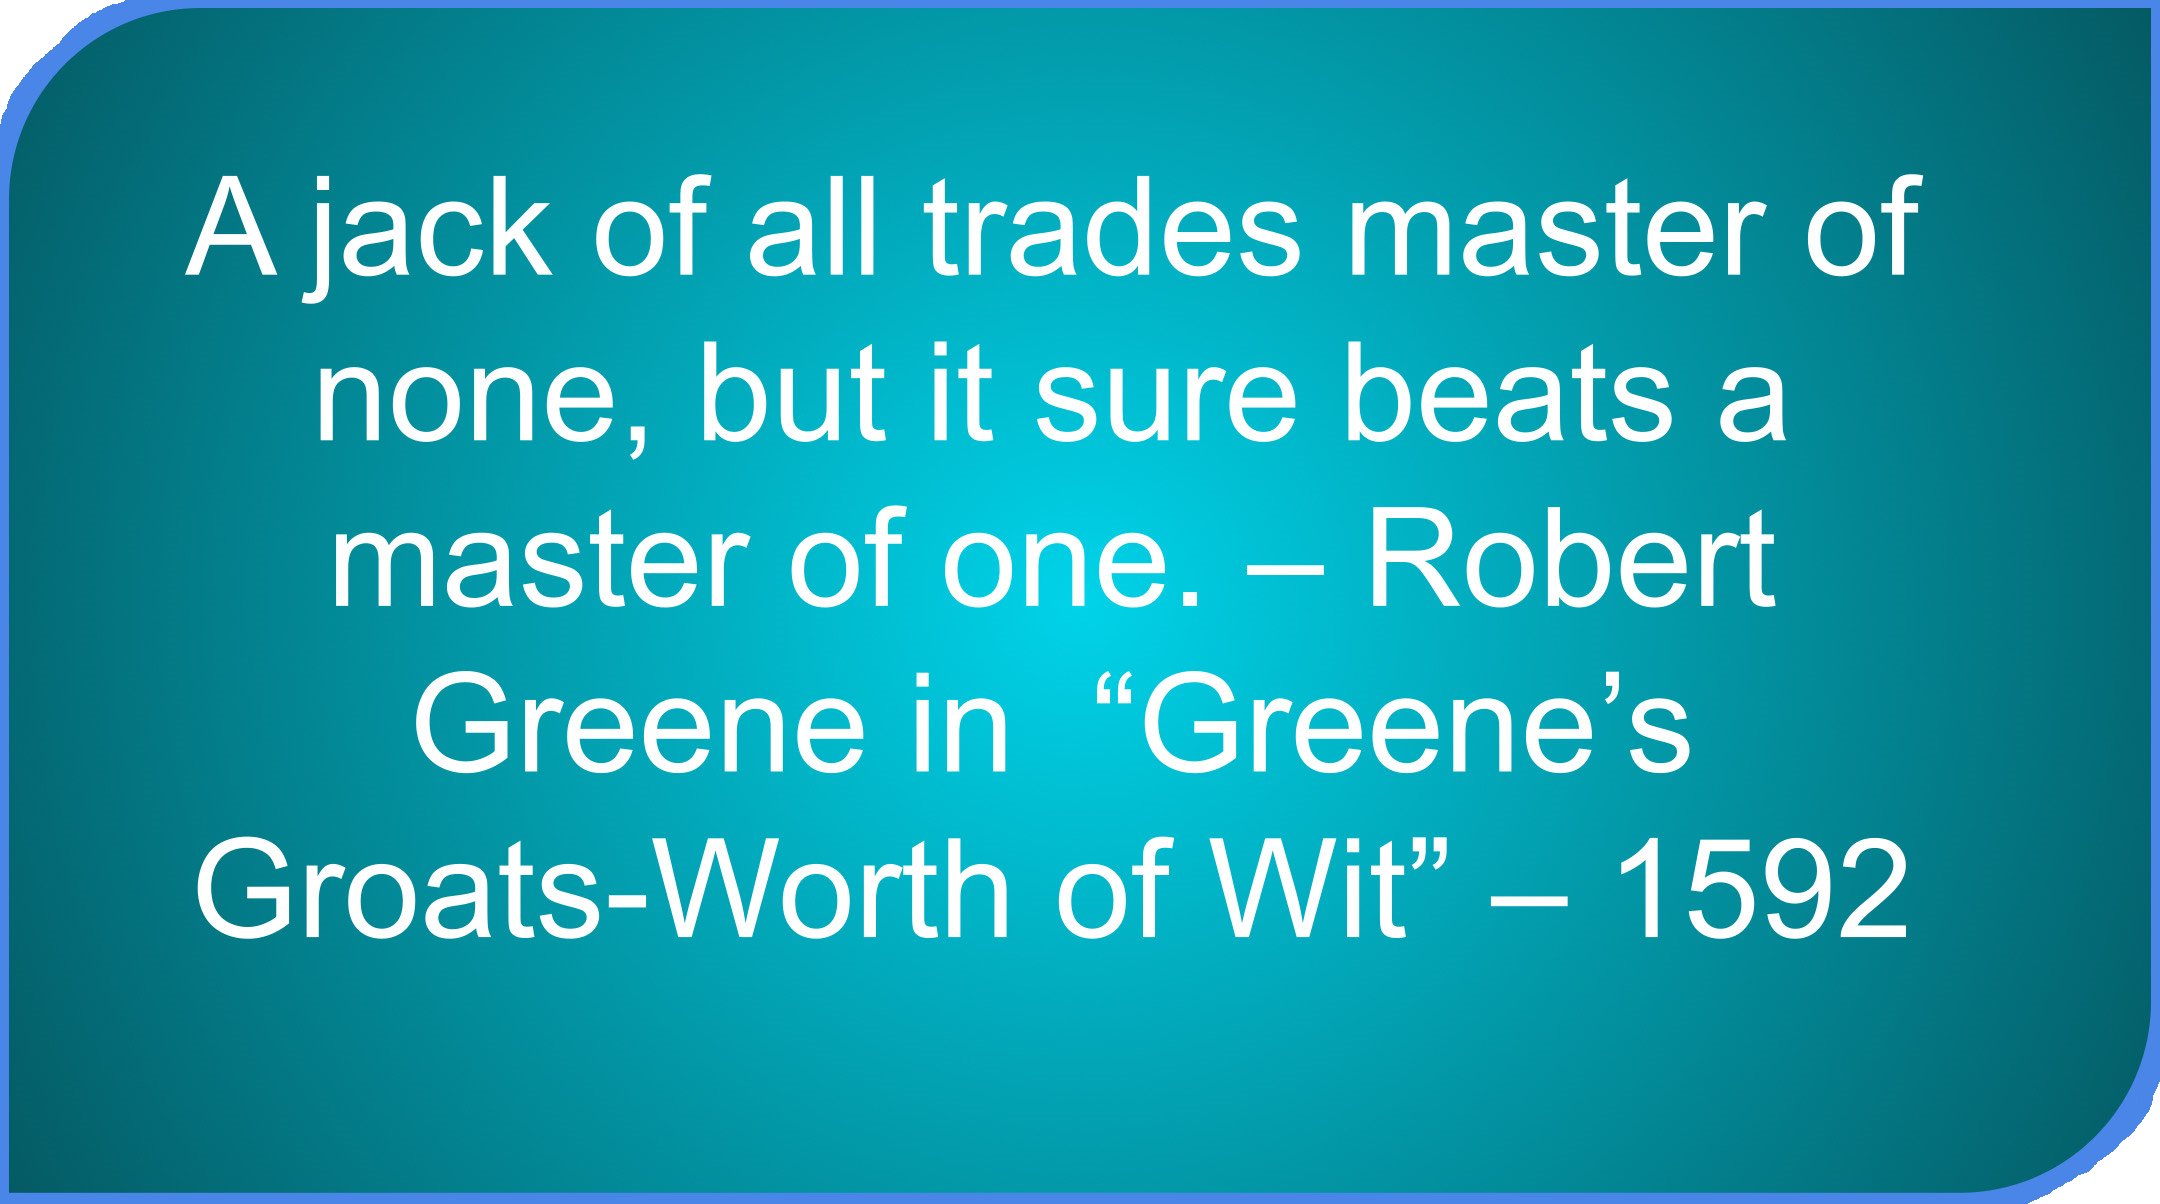 A jack of all trades master of
none, but it sure beats a
master of one. – Robert
Greene in  “Greene’s
Groats-Worth of Wit” – 1592